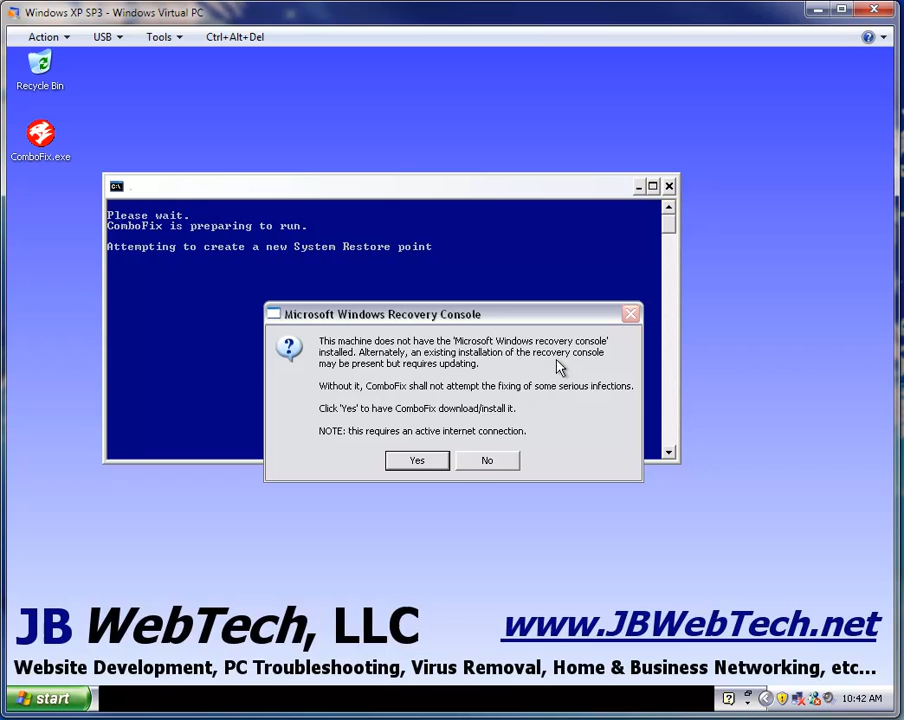 Windows XP SP3 - Windows Virtual PC
Action USB Tools Ctrl+Alt+Del
Recycle Bin
ComboFix.exe
C:\ .
Please wait.
ComboFix is preparing to run.
Attempting to create a new System Restore point
Microsoft Windows Recovery Console
This machine does not have the 'Microsoft Windows recovery console'
installed. Alternately, an existing installation of the recovery console
may be present but requires updating.
Without it, ComboFix shall not attempt the fixing of some serious infections.
Click 'Yes' to have ComboFix download/install it.
NOTE: this requires an active internet connection.
Yes No
JB WebTech, LLC www.JBWebTech.net
Website Development, PC Troubleshooting, Virus Removal, Home & Business Networking, etc...
start 10:42 AM